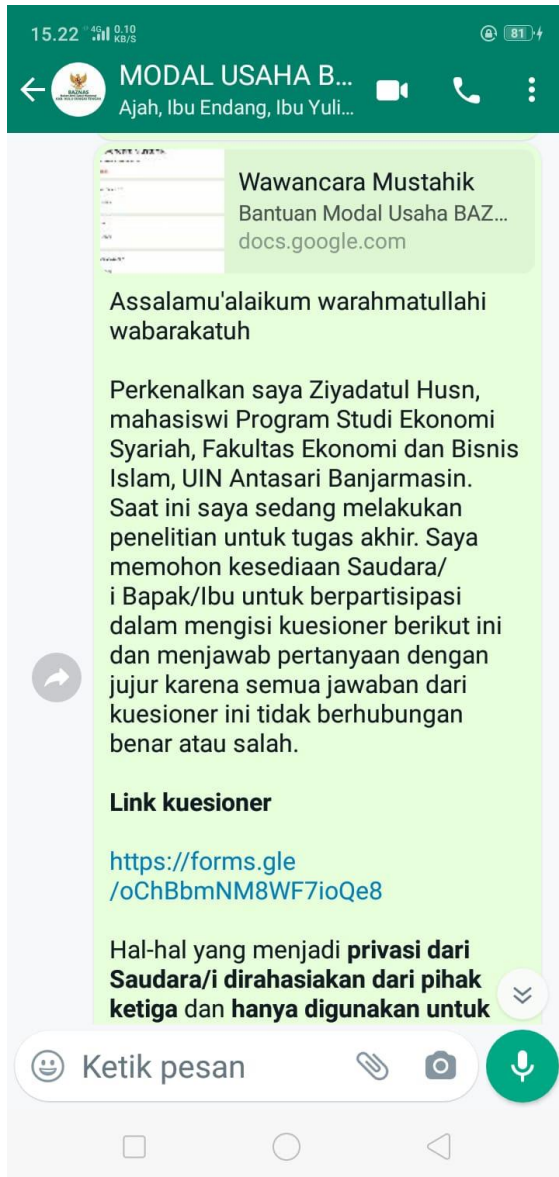 15.22 4G 0.10 KB/S 81
MODAL USAHA B...
Ajah, Ibu Endang, Ibu Yuli...
Wawancara Mustahik
Bantuan Modal Usaha BAZ...
docs.google.com
Assalamu'alaikum warahmatullahi
wabarakatuh
Perkenalkan saya Ziyadatul Husn,
mahasiswi Program Studi Ekonomi
Syariah, Fakultas Ekonomi dan Bisnis
Islam, UIN Antasari Banjarmasin.
Saat ini saya sedang melakukan
penelitian untuk tugas akhir. Saya
memohon kesediaan Saudara/
i Bapak/Ibu untuk berpartisipasi
dalam mengisi kuesioner berikut ini
dan menjawab pertanyaan dengan
jujur karena semua jawaban dari
kuesioner ini tidak berhubungan
benar atau salah.
Link kuesioner
https://forms.gle
/oChBbmNM8WF7ioQe8
Hal-hal yang menjadi privasi dari
Saudara/i dirahasiakan dari pihak
ketiga dan hanya digunakan untuk
Ketik pesan